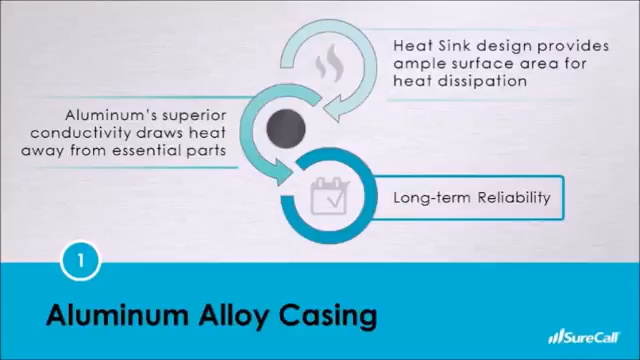 Heat Sink design provides
ample surface area for
heat dissipation
Aluminum's superior
conductivity draws heat
away from essential parts
Long-term Reliability
1
Aluminum Alloy Casing
SureCall